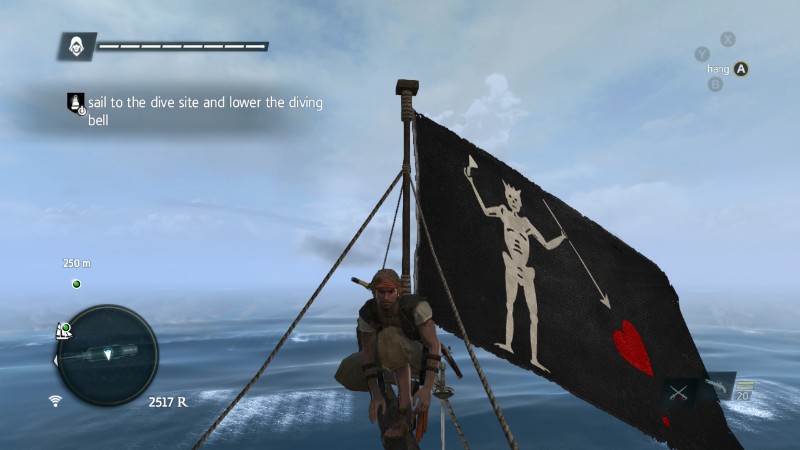 sail to the dive site and lower the diving
bell
Y
X
hang A
B
250 m
2517 R
20